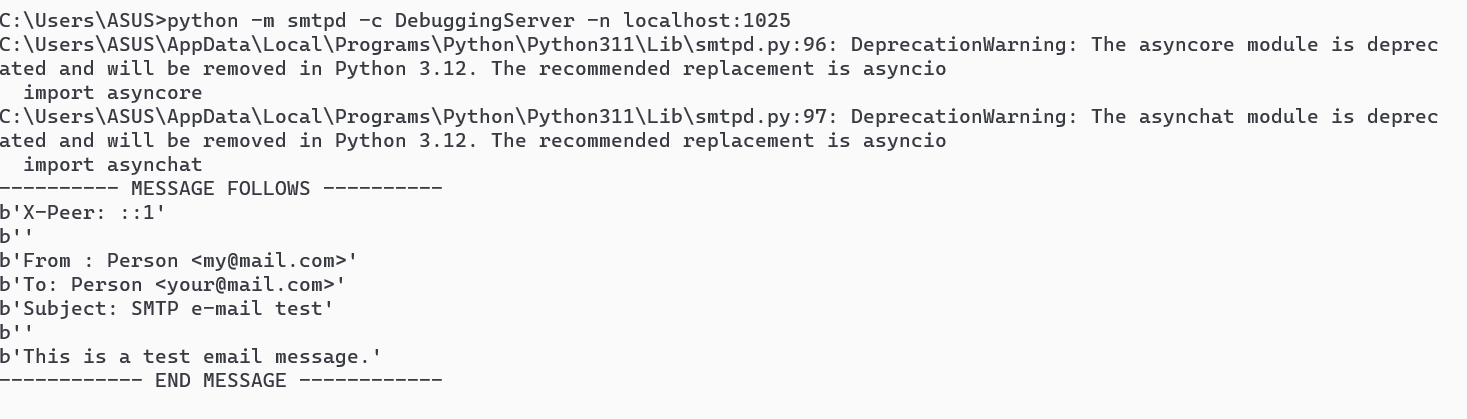 C:\Users\ASUS>python -m smtpd -c DebuggingServer -n localhost:1025
C:\Users\ASUS\AppData\Local\Programs\Python\Python311\Lib\smtpd.py:96: DeprecationWarning: The asyncore module is deprec
ated and will be removed in Python 3.12. The recommended replacement is asyncio
  import asyncore
C:\Users\ASUS\AppData\Local\Programs\Python\Python311\Lib\smtpd.py:97: DeprecationWarning: The asynchat module is deprec
ated and will be removed in Python 3.12. The recommended replacement is asyncio
  import asynchat
---------- MESSAGE FOLLOWS ----------
b'X-Peer: ::1'
b''
b'From : Person <my@mail.com>'
b'To: Person <your@mail.com>'
b'Subject: SMTP e-mail test'
b''
b'This is a test email message.'
------------ END MESSAGE ------------